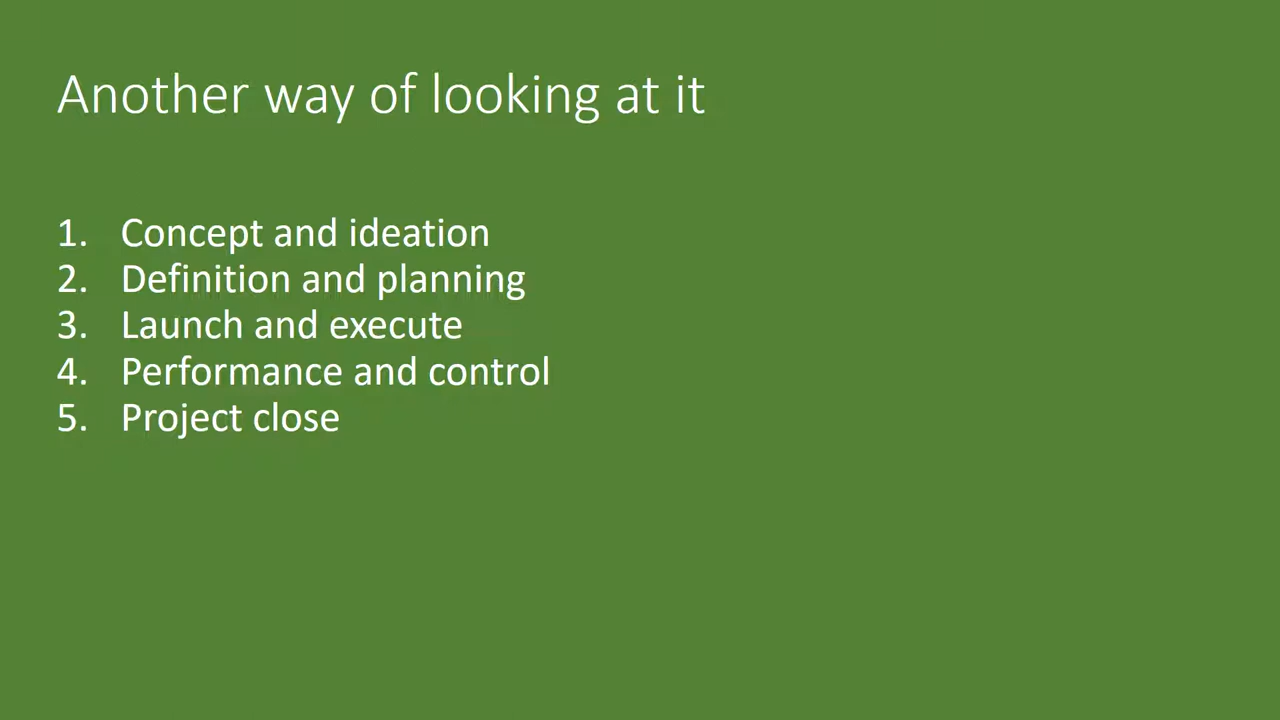 Another way of looking at it
1. Concept and ideation
2. Definition and planning
3. Launch and execute
4. Performance and control
5. Project close